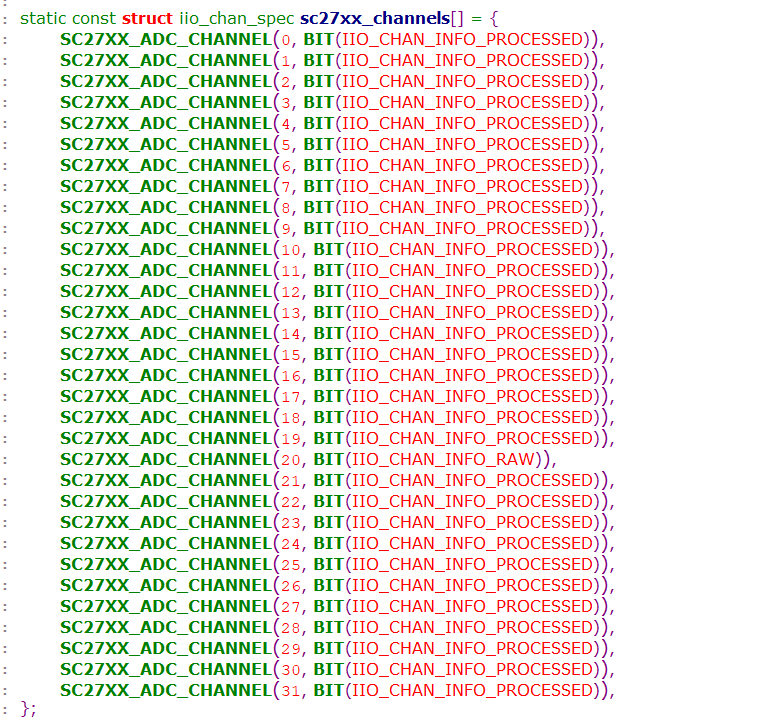 static const struct iio_chan_spec sc27xx_channels[] = {
SC27XX_ADC_CHANNEL(0, BIT(IIO_CHAN_INFO_PROCESSED)),
SC27XX_ADC_CHANNEL(1, BIT(IIO_CHAN_INFO_PROCESSED)),
SC27XX_ADC_CHANNEL(2, BIT(IIO_CHAN_INFO_PROCESSED)),
SC27XX_ADC_CHANNEL(3, BIT(IIO_CHAN_INFO_PROCESSED)),
SC27XX_ADC_CHANNEL(4, BIT(IIO_CHAN_INFO_PROCESSED)),
SC27XX_ADC_CHANNEL(5, BIT(IIO_CHAN_INFO_PROCESSED)),
SC27XX_ADC_CHANNEL(6, BIT(IIO_CHAN_INFO_PROCESSED)),
SC27XX_ADC_CHANNEL(7, BIT(IIO_CHAN_INFO_PROCESSED)),
SC27XX_ADC_CHANNEL(8, BIT(IIO_CHAN_INFO_PROCESSED)),
SC27XX_ADC_CHANNEL(9, BIT(IIO_CHAN_INFO_PROCESSED)),
SC27XX_ADC_CHANNEL(10, BIT(IIO_CHAN_INFO_PROCESSED)),
SC27XX_ADC_CHANNEL(11, BIT(IIO_CHAN_INFO_PROCESSED)),
SC27XX_ADC_CHANNEL(12, BIT(IIO_CHAN_INFO_PROCESSED)),
SC27XX_ADC_CHANNEL(13, BIT(IIO_CHAN_INFO_PROCESSED)),
SC27XX_ADC_CHANNEL(14, BIT(IIO_CHAN_INFO_PROCESSED)),
SC27XX_ADC_CHANNEL(15, BIT(IIO_CHAN_INFO_PROCESSED)),
SC27XX_ADC_CHANNEL(16, BIT(IIO_CHAN_INFO_PROCESSED)),
SC27XX_ADC_CHANNEL(17, BIT(IIO_CHAN_INFO_PROCESSED)),
SC27XX_ADC_CHANNEL(18, BIT(IIO_CHAN_INFO_PROCESSED)),
SC27XX_ADC_CHANNEL(19, BIT(IIO_CHAN_INFO_PROCESSED)),
SC27XX_ADC_CHANNEL(20, BIT(IIO_CHAN_INFO_RAW)),
SC27XX_ADC_CHANNEL(21, BIT(IIO_CHAN_INFO_PROCESSED)),
SC27XX_ADC_CHANNEL(22, BIT(IIO_CHAN_INFO_PROCESSED)),
SC27XX_ADC_CHANNEL(23, BIT(IIO_CHAN_INFO_PROCESSED)),
SC27XX_ADC_CHANNEL(24, BIT(IIO_CHAN_INFO_PROCESSED)),
SC27XX_ADC_CHANNEL(25, BIT(IIO_CHAN_INFO_PROCESSED)),
SC27XX_ADC_CHANNEL(26, BIT(IIO_CHAN_INFO_PROCESSED)),
SC27XX_ADC_CHANNEL(27, BIT(IIO_CHAN_INFO_PROCESSED)),
SC27XX_ADC_CHANNEL(28, BIT(IIO_CHAN_INFO_PROCESSED)),
SC27XX_ADC_CHANNEL(29, BIT(IIO_CHAN_INFO_PROCESSED)),
SC27XX_ADC_CHANNEL(30, BIT(IIO_CHAN_INFO_PROCESSED)),
SC27XX_ADC_CHANNEL(31, BIT(IIO_CHAN_INFO_PROCESSED)),
};